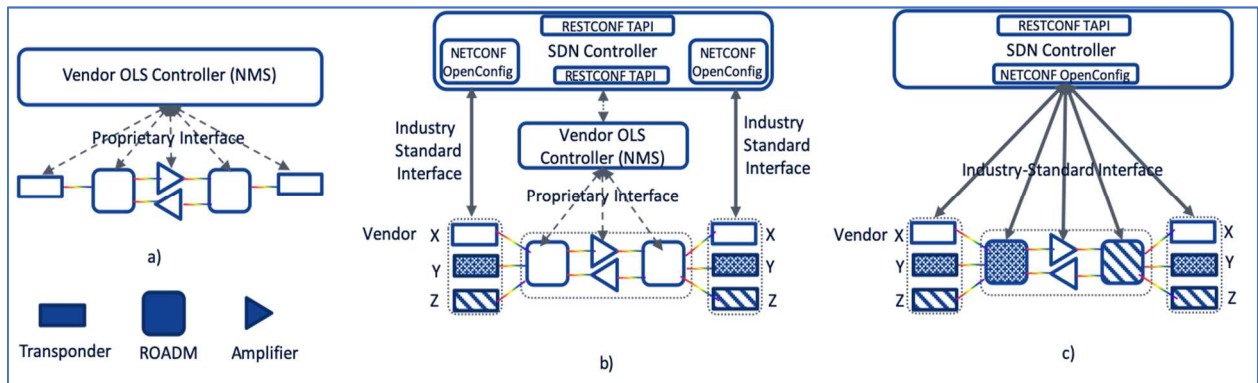 Vendor OLS Controller (NMS)
Proprietary Interface
a)
Transponder
ROADM
Amplifier
RESTCONF TAPI
SDN Controller
NETCONF
OpenConfig
RESTCONF TAPI
NETCONF
OpenConfig
Industry
Standard
Interface
Vendor OLS
Controller (NMS)
Industry
Standard
Interface
Proprietary Interface
Vendor X
Y
Z
X
Y
Z
b)
RESTCONF TAPI
SDN Controller
NETCONF OpenConfig
Industry-Standard Interface
Vendor X
Y
Z
X
Y
Z
c)